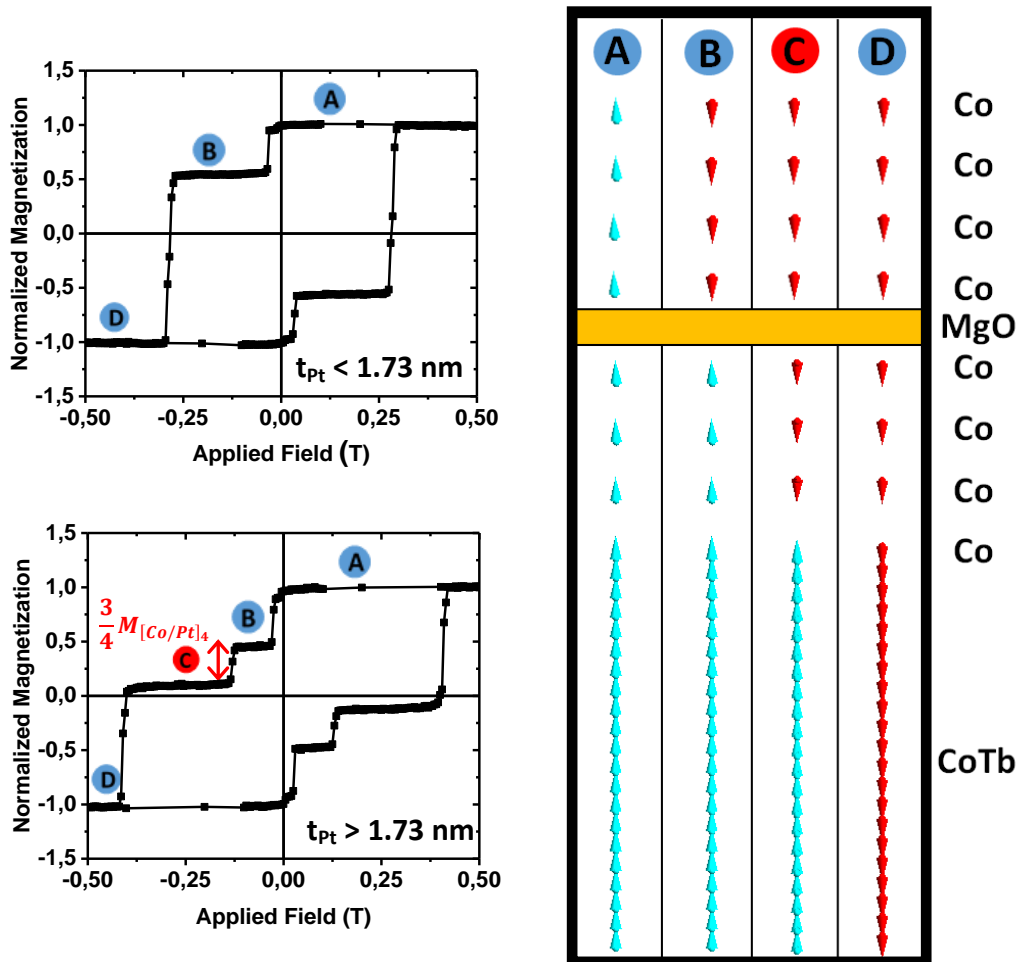 Normalized Magnetization
1,5
1,0
0,5
0,0
-0,5
-1,0
-1,5
A
B
D
t_Pt < 1.73 nm
-0,50 -0,25 0,00 0,25 0,50
Applied Field (T)
Normalized Magnetization
1,5
1,0
0,5
0,0
-0,5
-1,0
-1,5
A
B
3/4 M_[Co/Pt]_4
C
D
t_Pt > 1.73 nm
-0,50 -0,25 0,00 0,25 0,50
Applied Field (T)
A B C D
Co
Co
Co
Co
MgO
Co
Co
Co
Co
CoTb